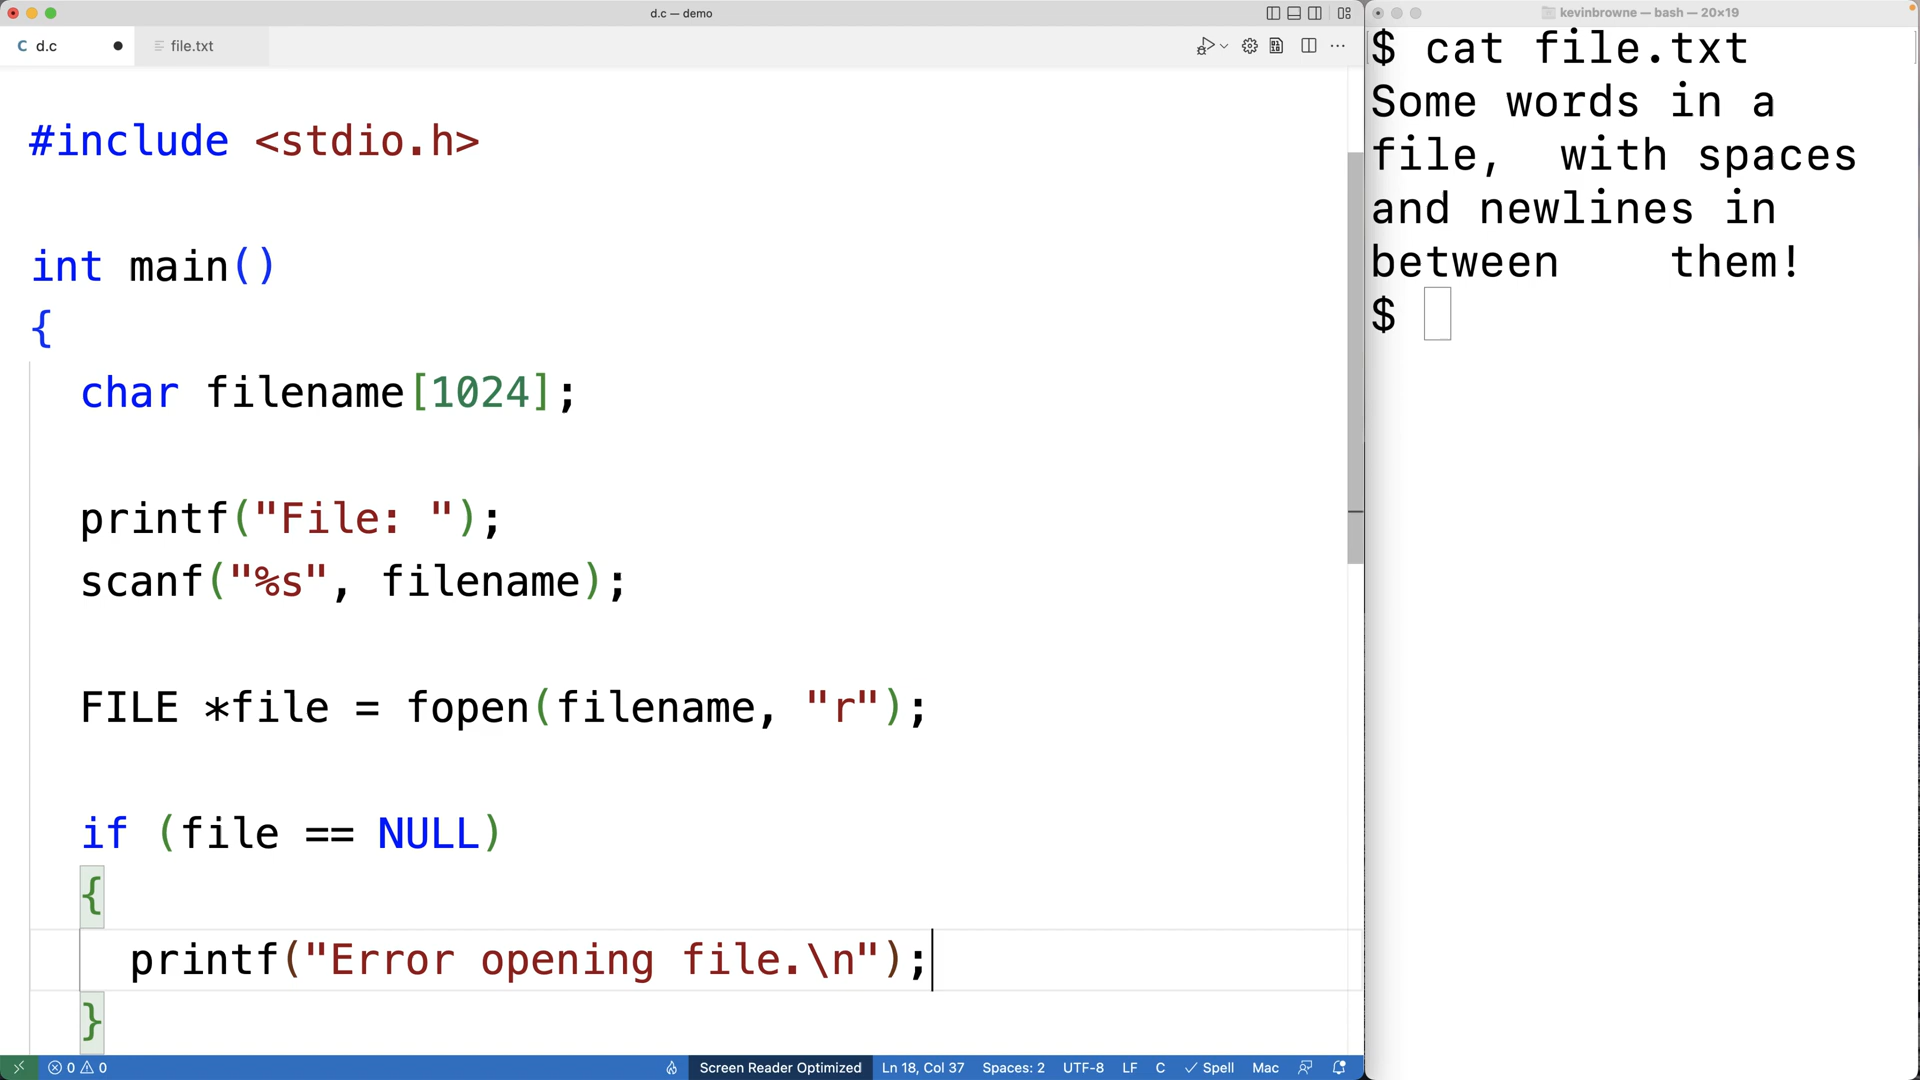 d.c — demo
C d.c
file.txt
#include <stdio.h>
int main()
{
char filename[1024];
printf("File: ");
scanf("%s", filename);
FILE *file = fopen(filename, "r");
if (file == NULL)
{
printf("Error opening file.\n");
}
0 0
Screen Reader Optimized
Ln 18, Col 37
Spaces: 2
UTF-8
LF
C
Spell
Mac
kevinbrowne — bash — 20×19
$ cat file.txt
Some words in a
file,  with spaces
and newlines in
between    them!
$